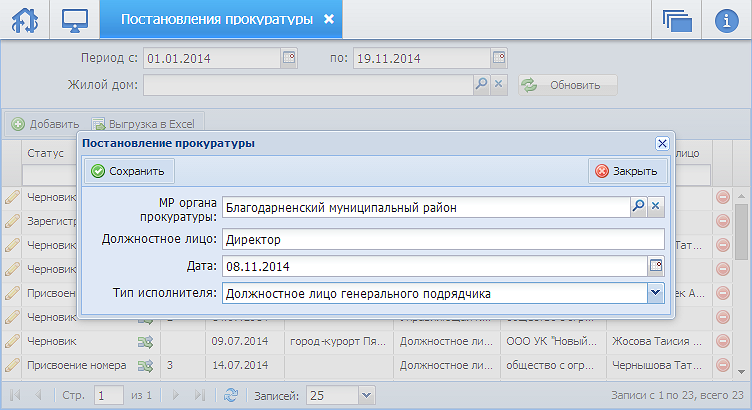 Постановления прокуратуры
Период с: 01.01.2014 по: 19.11.2014
Жилой дом: Обновить
Добавить Выгрузка в Excel
Постановление прокуратуры
Статус лицо
Сохранить Закрыть
Черновик
МР органа
прокуратуры: Благодарненский муниципальный район
Зарегистр
Должностное лицо: Директор
Черновик Тат...
Дата: 08.11.2014
Черновик
Тип исполнителя: Должностное лицо генерального подрядчика
Присвоение ек А...
Черновик
Черновик 09.07.2014 город-курорт Пя... Должностное ли... ООО УК "Новый... Жосова Таисия
Присвоение номера 3 14.07.2014 Должностное ли... общество с огр... Чернышова Тат...
Стр. 1 из 1 Записей: 25 Записи с 1 по 23, всего 23